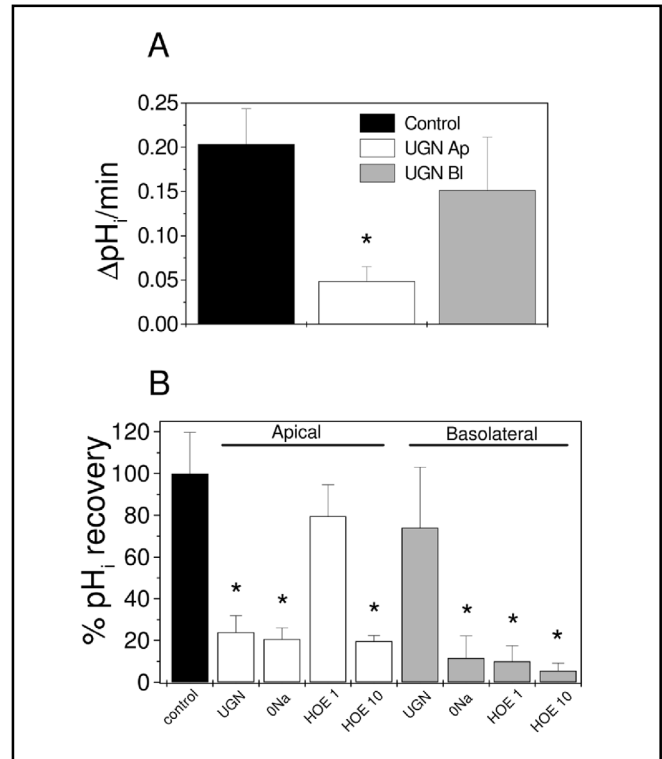 A
ΔpHi/min
0.25
0.20
0.15
0.10
0.05
0.00
Control
UGN Ap
UGN Bl
*
B
% pHi recovery
120
100
80
60
40
20
0
Apical
Basolateral
* * * * * *
control UGN 0Na HOE 1 HOE 10 UGN 0Na HOE 1 HOE 10